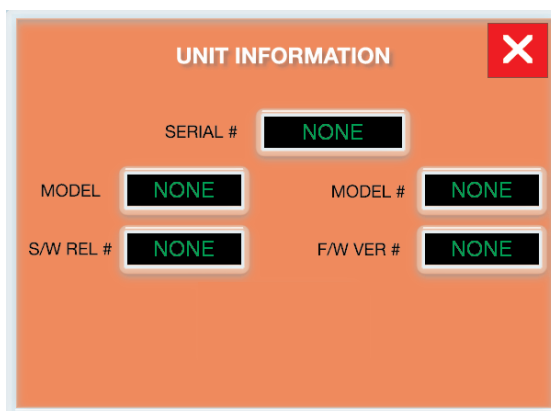 UNIT INFORMATION
SERIAL # NONE
MODEL NONE MODEL # NONE
S/W REL # NONE F/W VER # NONE